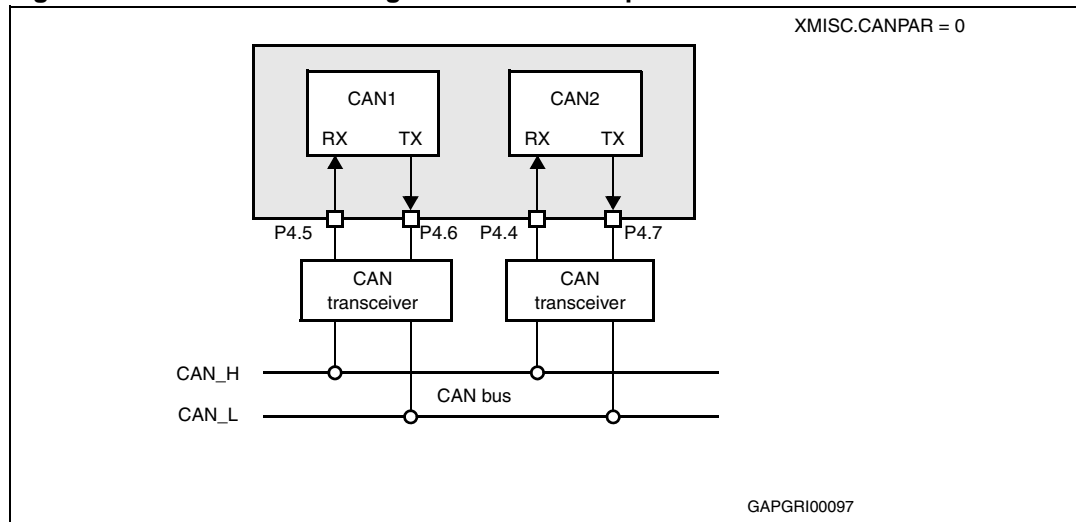 XMISC.CANPAR = 0
CAN1
CAN2
RX TX
RX TX
P4.5
P4.6
P4.4
P4.7
CAN
transceiver
CAN
transceiver
CAN_H
CAN bus
CAN_L
GAPGRI00097